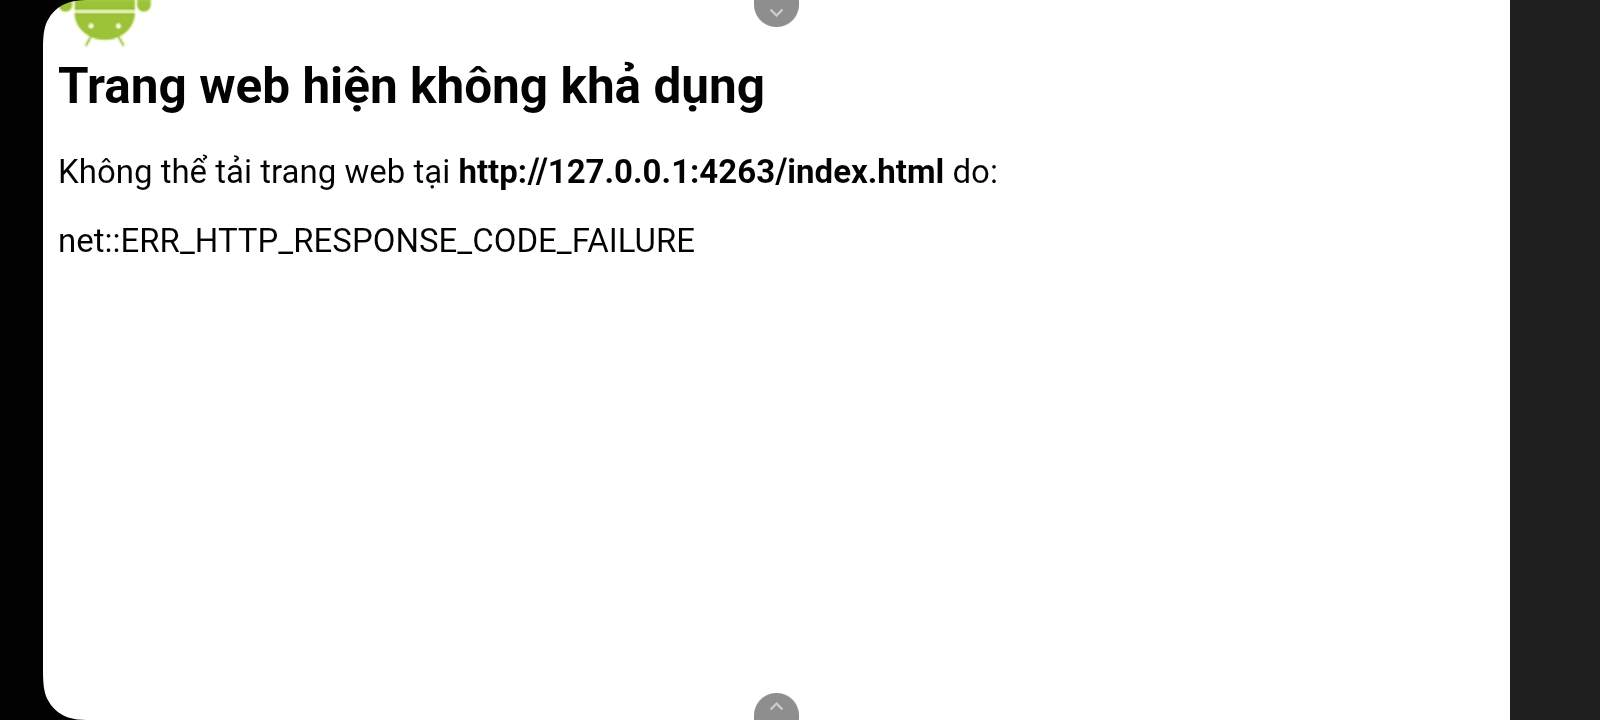 Trang web hiện không khả dụng
Không thể tải trang web tại http://127.0.0.1:4263/index.html do:
net::ERR_HTTP_RESPONSE_CODE_FAILURE